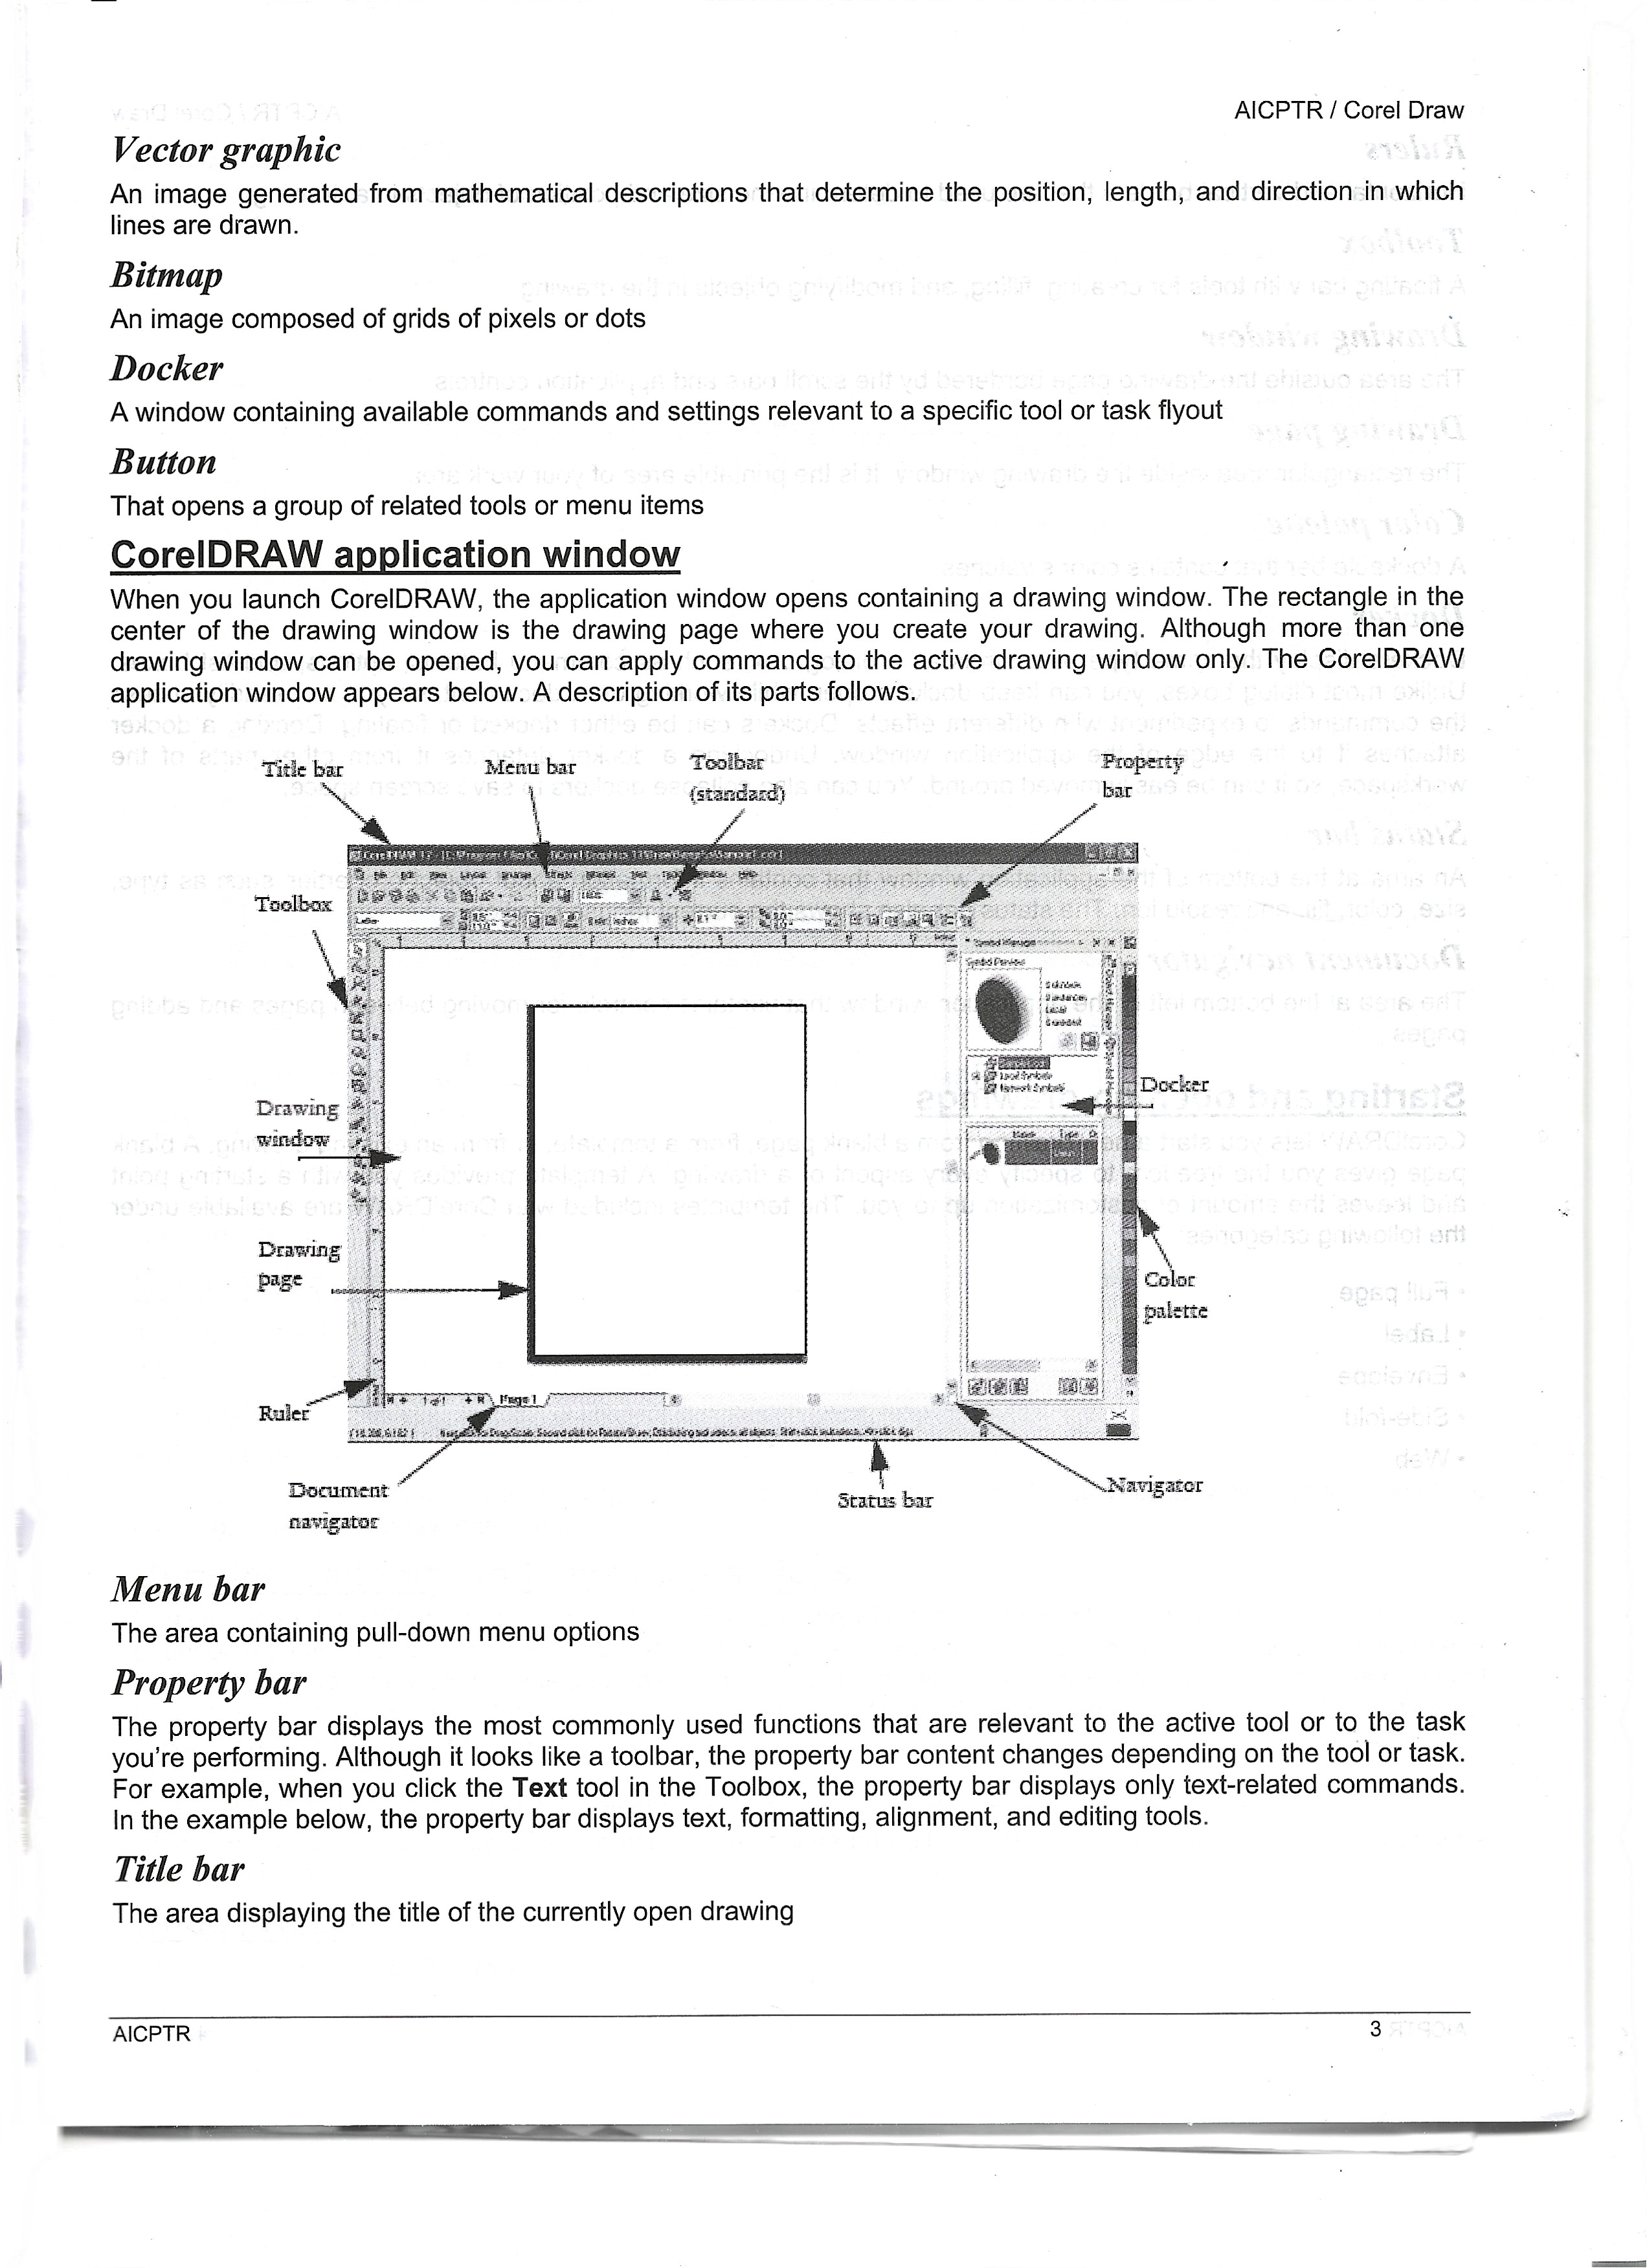 AICPTR / Corel Draw
Vector graphic
An image generated from mathematical descriptions that determine the position, length, and direction in which
lines are drawn.
Bitmap
An image composed of grids of pixels or dots
Docker
A window containing available commands and settings relevant to a specific tool or task flyout
Button
That opens a group of related tools or menu items
CorelDRAW application window
When you launch CorelDRAW, the application window opens containing a drawing window. The rectangle in the
center of the drawing window is the drawing page where you create your drawing. Although more than one
drawing window can be opened, you can apply commands to the active drawing window only. The CorelDRAW
application window appears below. A description of its parts follows.
Title bar
Menu bar
Toolbar
(standard)
Property
bar
Toolbox
Drawing
window
Docker
Drawing
page
Color
palette
Ruler
Page 1
Document
navigator
Status bar
Navigator
Menu bar
The area containing pull-down menu options
Property bar
The property bar displays the most commonly used functions that are relevant to the active tool or to the task
you're performing. Although it looks like a toolbar, the property bar content changes depending on the tool or task.
For example, when you click the Text tool in the Toolbox, the property bar displays only text-related commands.
In the example below, the property bar displays text, formatting, alignment, and editing tools.
Title bar
The area displaying the title of the currently open drawing
AICPTR
3